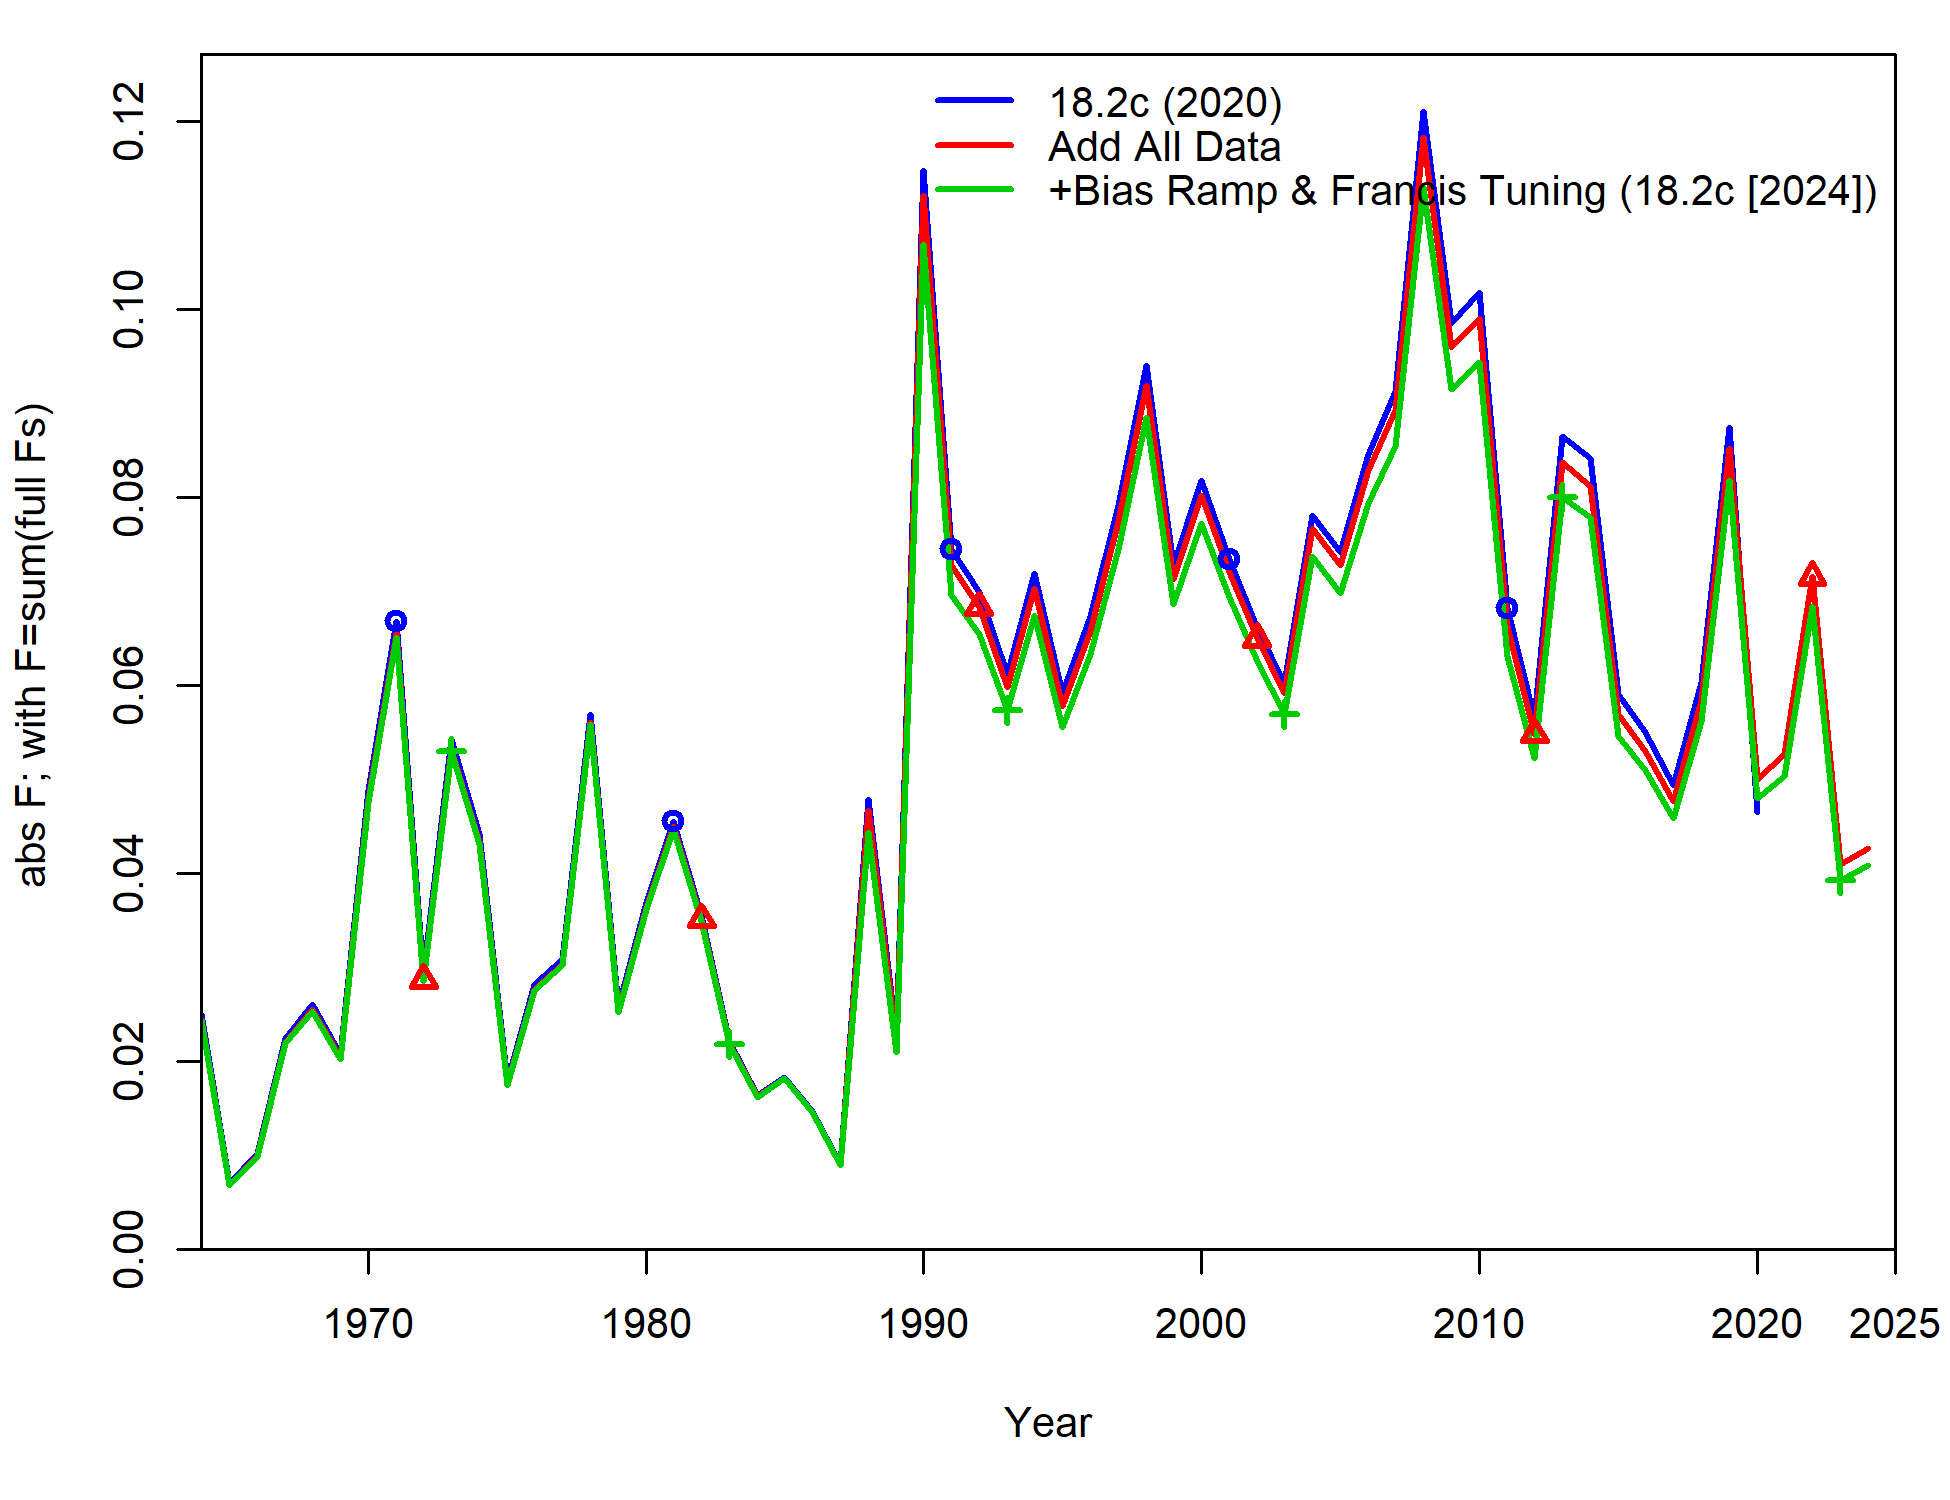 18.2c (2020)
Add All Data
+Bias Ramp & Francis Tuning (18.2c [2024])
abs F; with F=sum(full Fs)
0.12
0.10
0.08
0.06
0.04
0.02
0.00
1970 1980 1990 2000 2010 2020 2025
Year